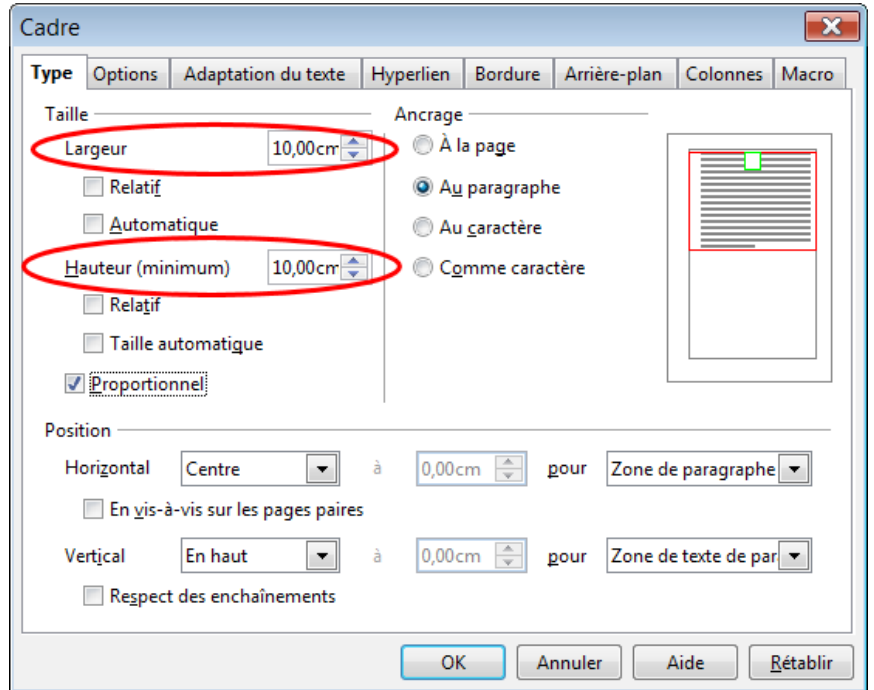 Cadre
Type Options Adaptation du texte Hyperlien Bordure Arrière-plan Colonnes Macro
Taille
Largeur 10,00cm
Relatif
Automatique
Hauteur (minimum) 10,00cm
Relatif
Taille automatique
Proportionnel
Ancrage
À la page
Au paragraphe
Au caractère
Comme caractère
Position
Horizontal Centre à 0,00cm pour Zone de paragraphe
En vis-à-vis sur les pages paires
Vertical En haut à 0,00cm pour Zone de texte de par
Respect des enchaînements
OK Annuler Aide Rétablir